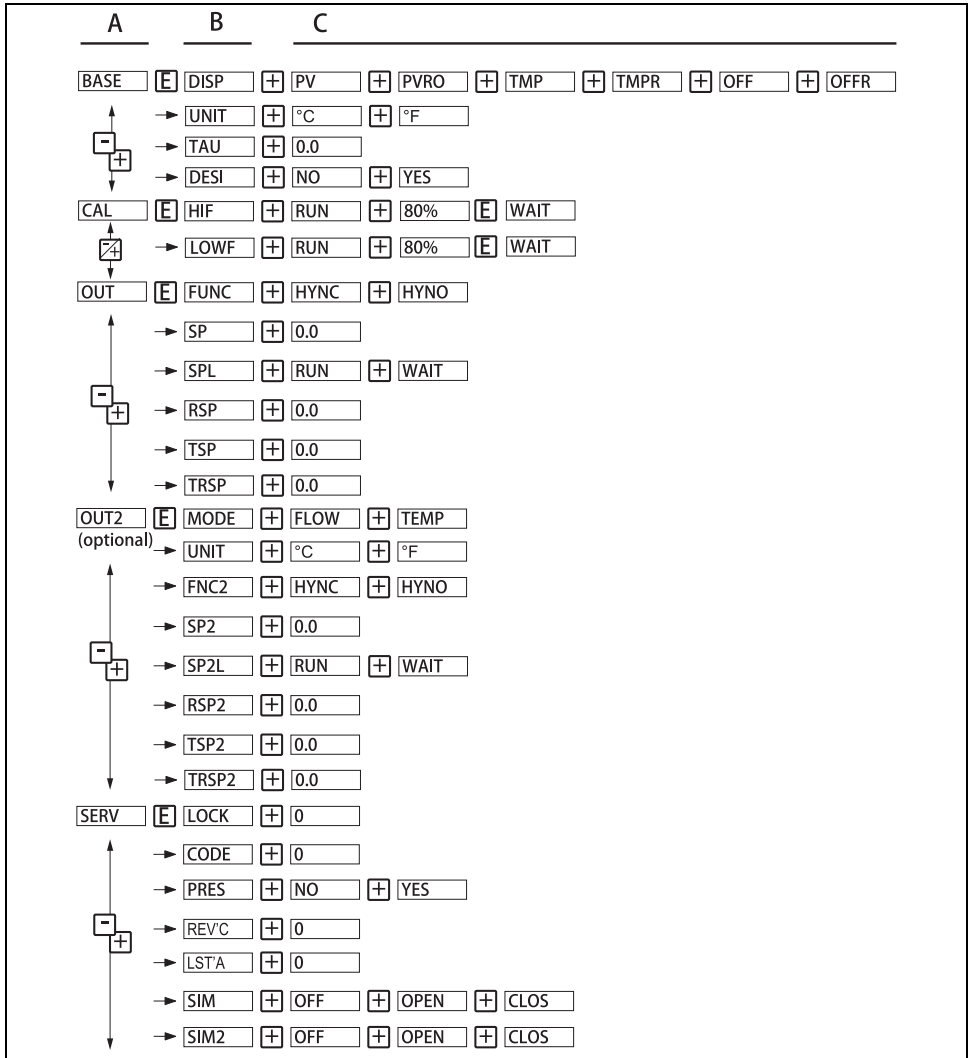 A B C
BASE E DISP + PV + PVRO + TMP + TMPR + OFF + OFFR
UNIT + °C + °F
TAU + 0.0
- +
DESI + NO + YES
CAL E HIF + RUN + 80% E WAIT
-/+ LOWF + RUN + 80% E WAIT
OUT E FUNC + HYNC + HYNO
SP + 0.0
SPL + RUN + WAIT
- +
RSP + 0.0
TSP + 0.0
TRSP + 0.0
OUT2 E MODE + FLOW + TEMP
(optional)
UNIT + °C + °F
FNC2 + HYNC + HYNO
SP2 + 0.0
- +
SP2L + RUN + WAIT
RSP2 + 0.0
TSP2 + 0.0
TRSP2 + 0.0
SERV E LOCK + 0
CODE + 0
PRES + NO + YES
- +
REV'C + 0
LST'A + 0
SIM + OFF + OPEN + CLOS
SIM2 + OFF + OPEN + CLOS